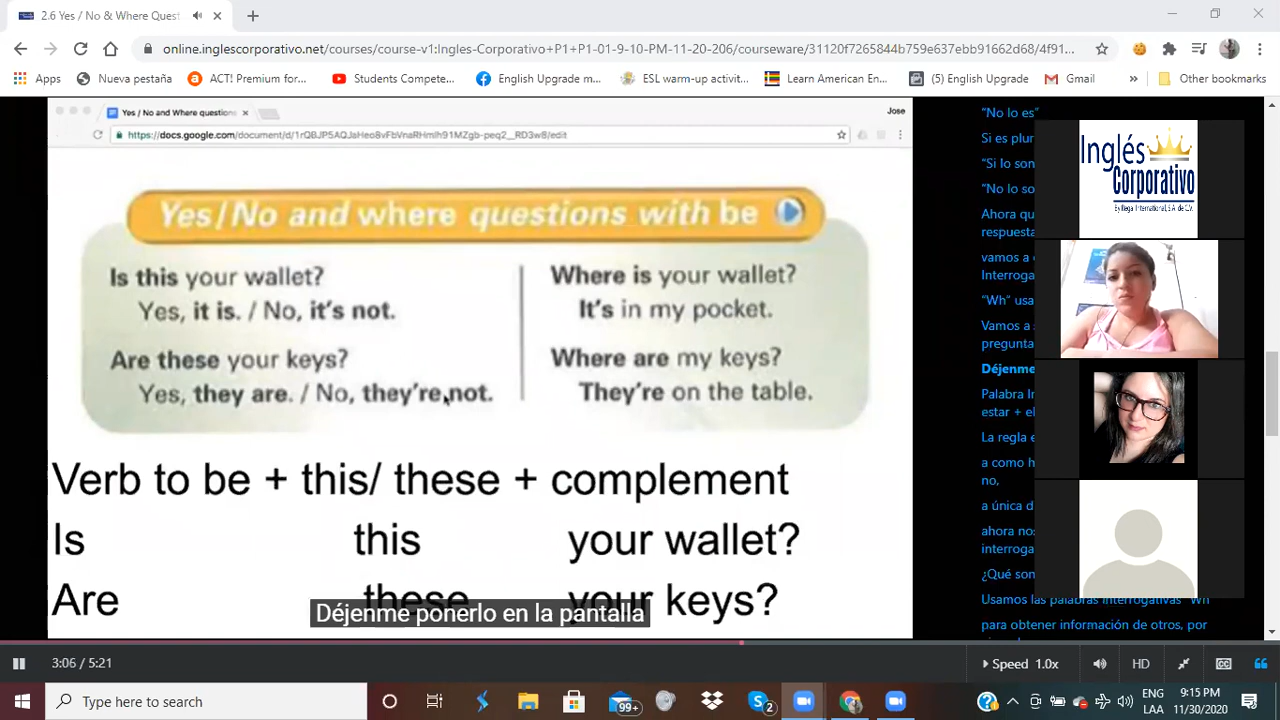 2.6 Yes / No & Where Quest
online.inglescorporativo.net/courses/course-v1:Ingles-Corporativo+P1+P1-01-9-10-PM-11-20-206/courseware/31120f7265844b759e637ebb91662d68/4f91...
Apps
Nueva pestaña
ACT! Premium for...
Students Compete...
English Upgrade m...
ESL warm-up activit...
Learn American En...
(5) English Upgrade
Gmail
»
Other bookmarks
Yes / No and Where questions
Jose
Yes/No and where questions with be
Is this your wallet?
Yes, it is. / No, it's not.
Are these your keys?
Yes, they are. / No, they're not.
Where is your wallet?
It's in my pocket.
Where are my keys?
They're on the table.
Verb to be + this/ these + complement
Is this your wallet?
Are these your keys?
Déjenme ponerlo en la pantalla
"No lo es"
Si es plur
"Si lo son
"No lo so
Ahora qu
respuesta
vamos a
Interroga
"Wh" usa
Vamos a
pregunta
Déjenme
Palabra In
estar + el
La regla e
a como h
no,
a única d
ahora nos
interroga
¿Qué son
Usamos las palabras interrogativas "Wh"
para obtener información de otros, por
Inglés
Corporativo
3:06 / 5:21
Speed 1.0x
HD
Type here to search
99+
2
ENG
LAA
9:15 PM
11/30/2020